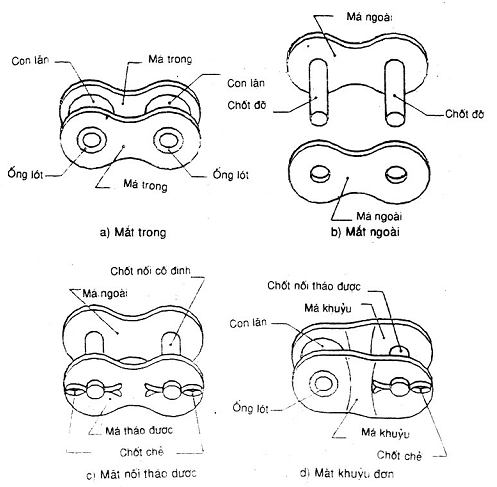 Má ngoài
Con lăn
Má trong
Con lăn
Chốt đỡ
Chốt đỡ
Ống lót
Ống lót
Má trong
Má ngoài
a) Mắt trong
b) Mắt ngoài
Chốt nối cố định
Má ngoài
Chốt nối tháo được
Má khuỷu
Con lăn
Ống lót
Má tháo được
Má khuỷu
Chốt chẻ
Chốt chẻ
c) Mắt nối tháo được
d) Mắt khuỷu đơn